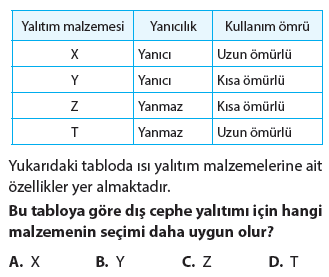 Yalıtım malzemesi Yanıcılık Kullanım ömrü
X Yanıcı Uzun ömürlü
Y Yanıcı Kısa ömürlü
Z Yanmaz Kısa ömürlü
T Yanmaz Uzun ömürlü
Yukarıdaki tabloda ısı yalıtım malzemelerine ait
özellikler yer almaktadır.
Bu tabloya göre dış cephe yalıtımı için hangi
malzemenin seçimi daha uygun olur?
A. X B. Y C. Z D. T